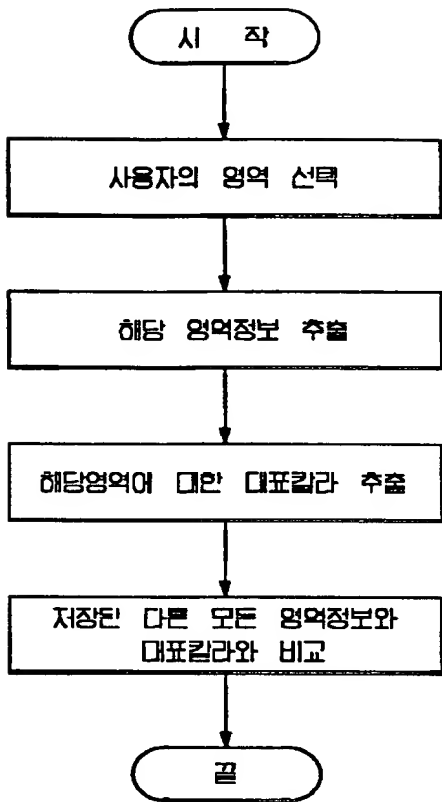 시 작
사용자의 영역 선택
해당 영역정보 추출
해당영역에 대한 대표칼라 추출
저장된 다른 모든 영역정보와
대표칼라와 비교
끝